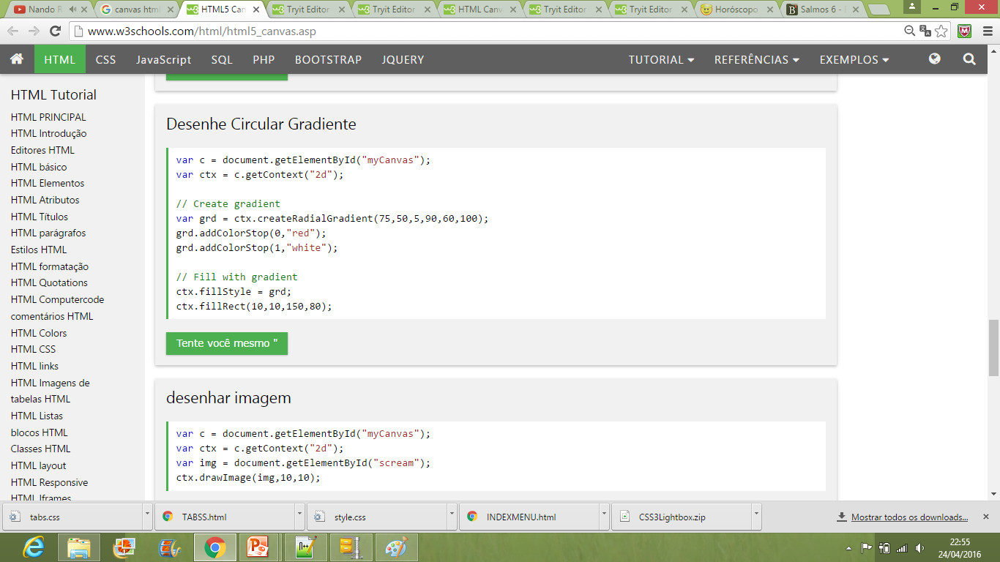 Nando R
canvas htm
HTML5 Can
Tryit Editor
Tryit Editor
HTML Canv
Tryit Editor
Tryit Editor
Horóscopo
Salmos 6 -
www.w3schools.com/html/html5_canvas.asp
HTML CSS JavaScript SQL PHP BOOTSTRAP JQUERY TUTORIAL REFERÊNCIAS EXEMPLOS
HTML Tutorial
HTML PRINCIPAL
HTML Introdução
Editores HTML
HTML básico
HTML Elementos
HTML Atributos
HTML Títulos
HTML parágrafos
Estilos HTML
HTML formatação
HTML Quotations
HTML Computercode
comentários HTML
HTML Colors
HTML CSS
HTML links
HTML Imagens de
tabelas HTML
HTML Listas
blocos HTML
Classes HTML
HTML layout
HTML Responsive
HTML Iframes
Desenhe Circular Gradiente
var c = document.getElementById("myCanvas");
var ctx = c.getContext("2d");
// Create gradient
var grd = ctx.createRadialGradient(75,50,5,90,60,100);
grd.addColorStop(0,"red");
grd.addColorStop(1,"white");
// Fill with gradient
ctx.fillStyle = grd;
ctx.fillRect(10,10,150,80);
Tente você mesmo "
desenhar imagem
var c = document.getElementById("myCanvas");
var ctx = c.getContext("2d");
var img = document.getElementById("scream");
ctx.drawImage(img,10,10);
tabs.css
TABSS.html
style.css
INDEXMENU.html
CSS3Lightbox.zip
Mostrar todos os downloads...
22:55
24/04/2016